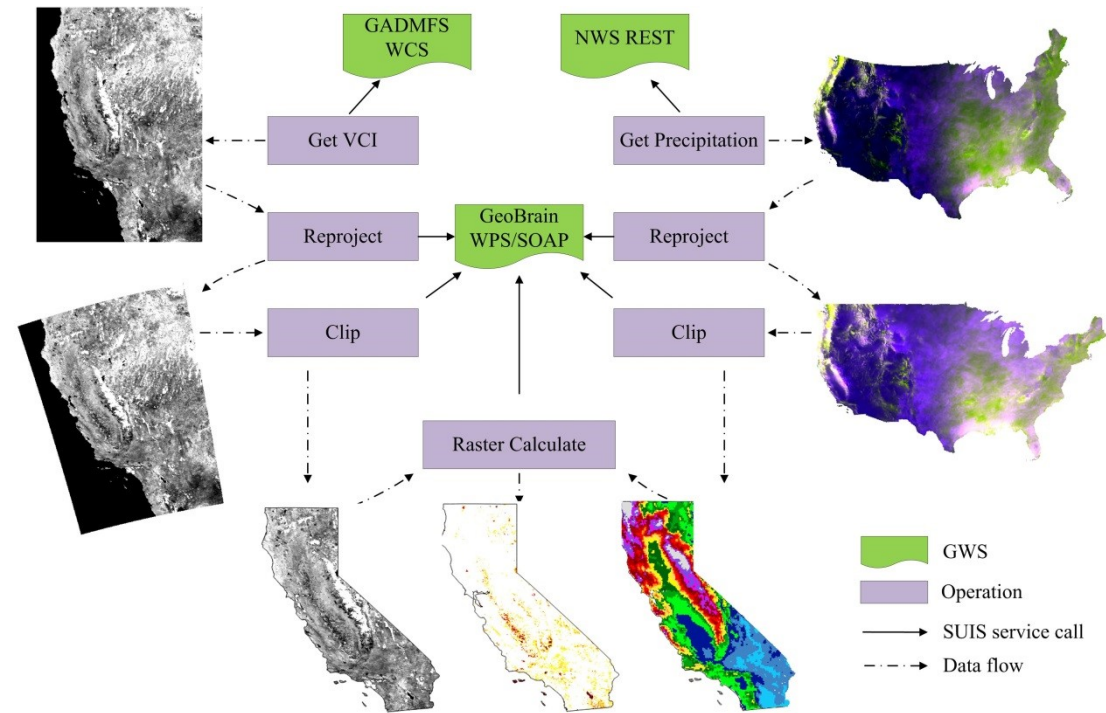 GADMFS
WCS
NWS REST
Get VCI
Get Precipitation
Reproject
GeoBrain
WPS/SOAP
Reproject
Clip
Clip
Raster Calculate
GWS
Operation
SUIS service call
Data flow